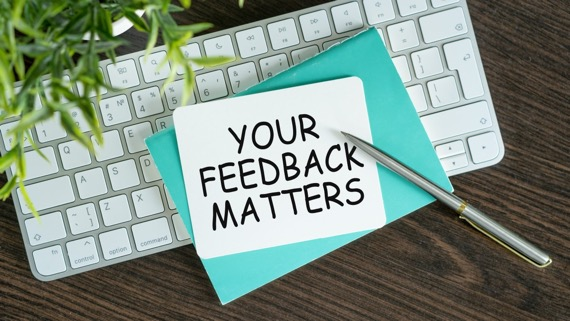 YOUR
FEEDBACK
MATTERS
control
option
command